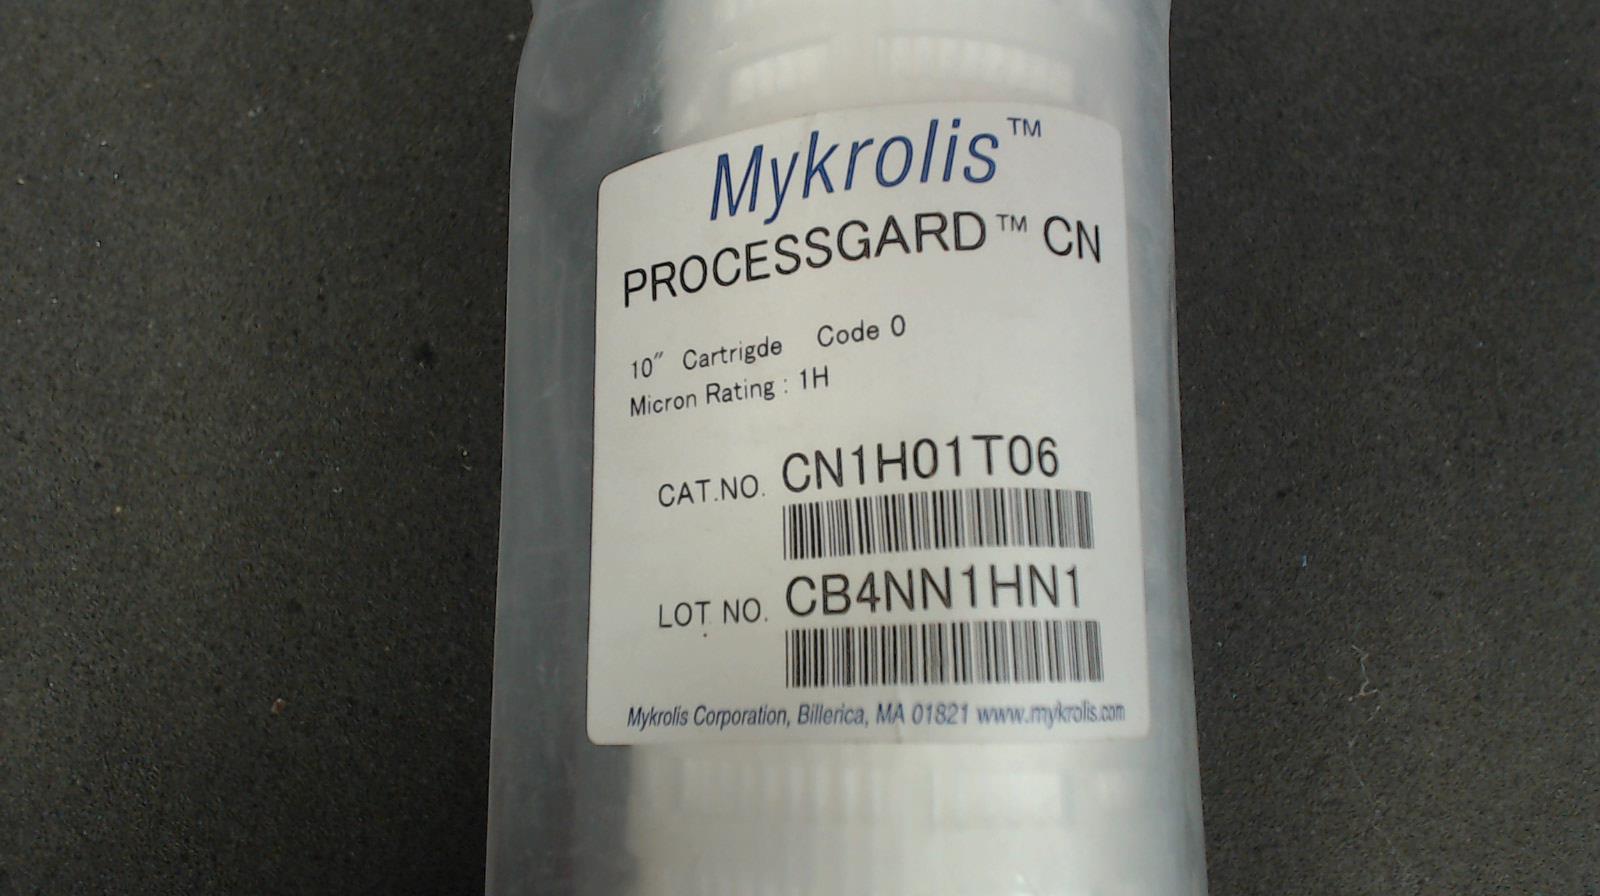 Mykrolis™
PROCESSGARD™ CN
10″ Cartrigde Code 0
Micron Rating : 1H
CAT.NO. CN1H01T06
LOT NO. CB4NN1HN1
Mykrolis Corporation, Billerica, MA 01821 www.mykrolis.com